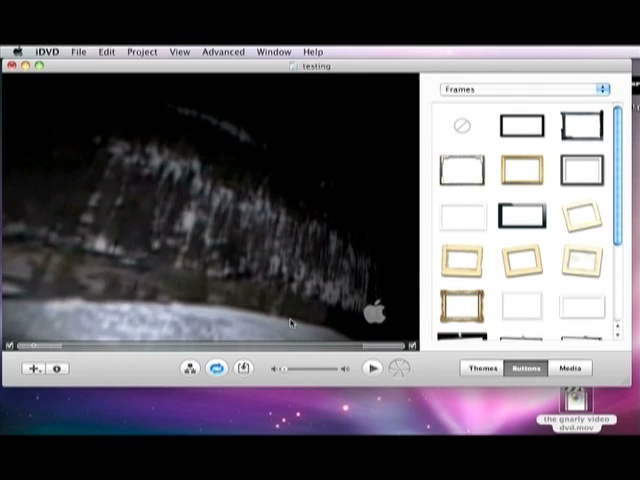 iDVD File Edit Project View Advanced Window Help
testing
Frames
Themes Buttons Media
the gnarly video
dvd.mov